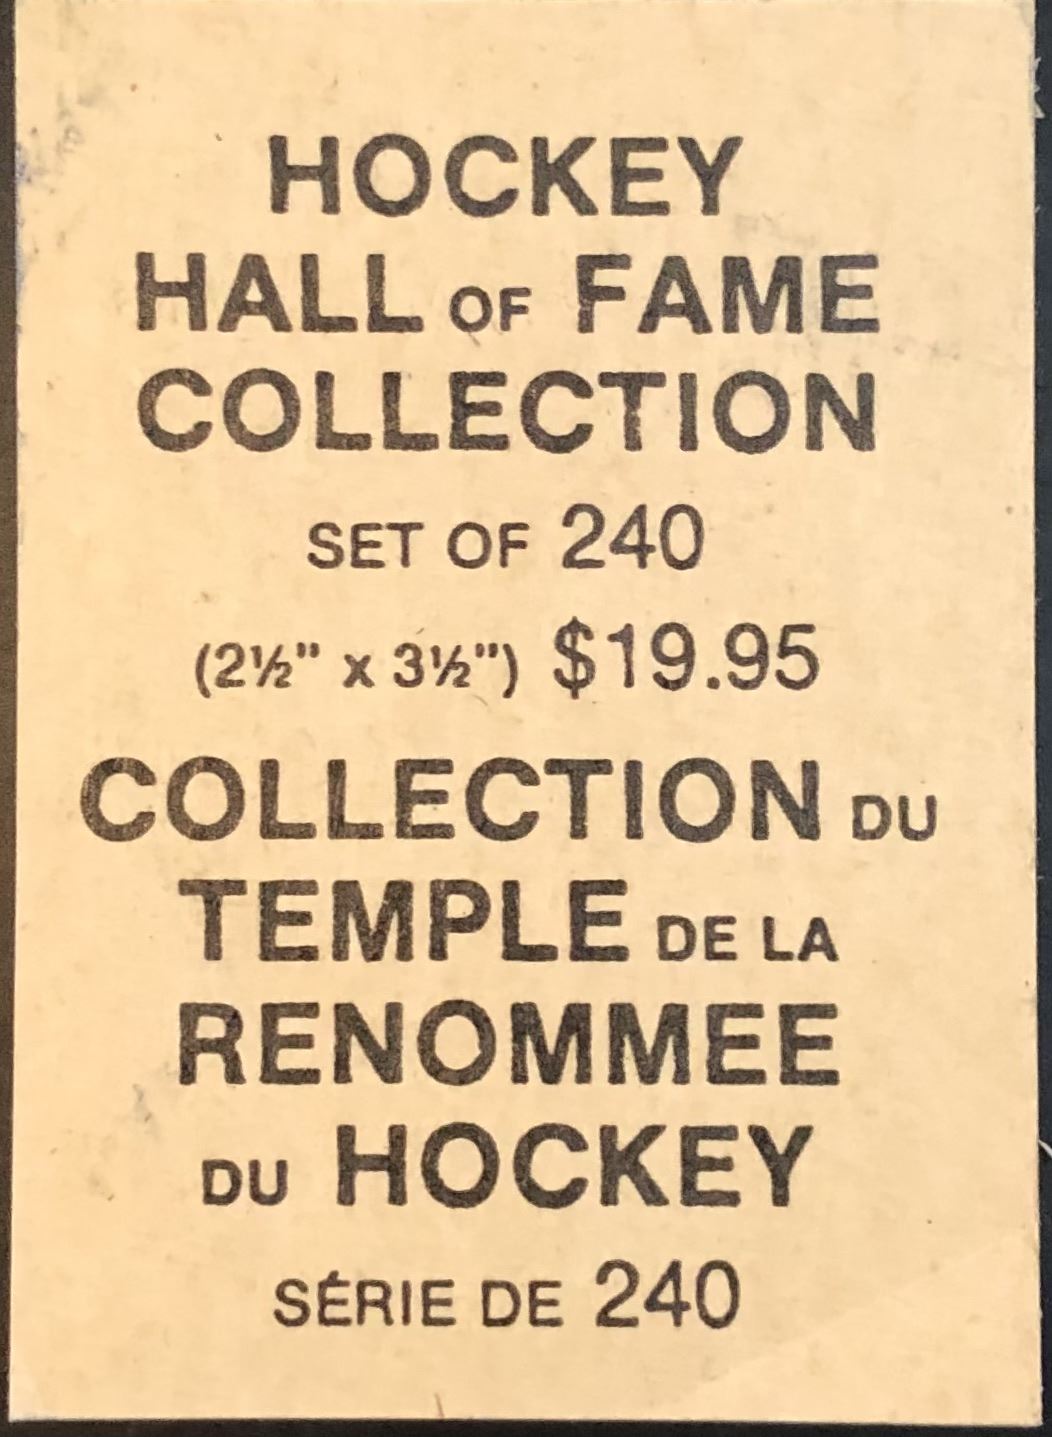 HOCKEY
HALL OF FAME
COLLECTION
SET OF 240
(2½" x 3½") $19.95
COLLECTION DU
TEMPLE DE LA
RENOMMEE
DU HOCKEY
SÉRIE DE 240